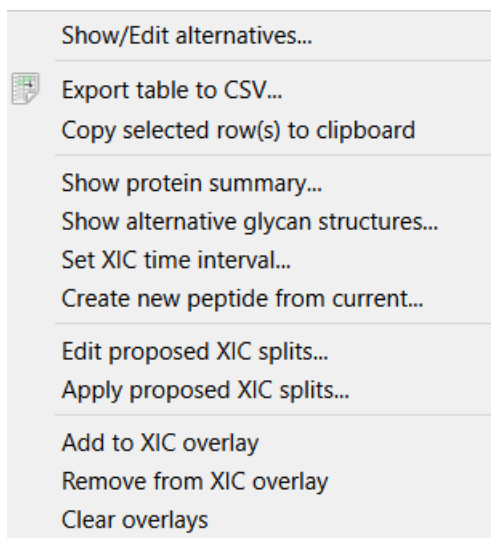 Show/Edit alternatives...
Export table to CSV...
Copy selected row(s) to clipboard
Show protein summary...
Show alternative glycan structures...
Set XIC time interval...
Create new peptide from current...
Edit proposed XIC splits...
Apply proposed XIC splits...
Add to XIC overlay
Remove from XIC overlay
Clear overlays